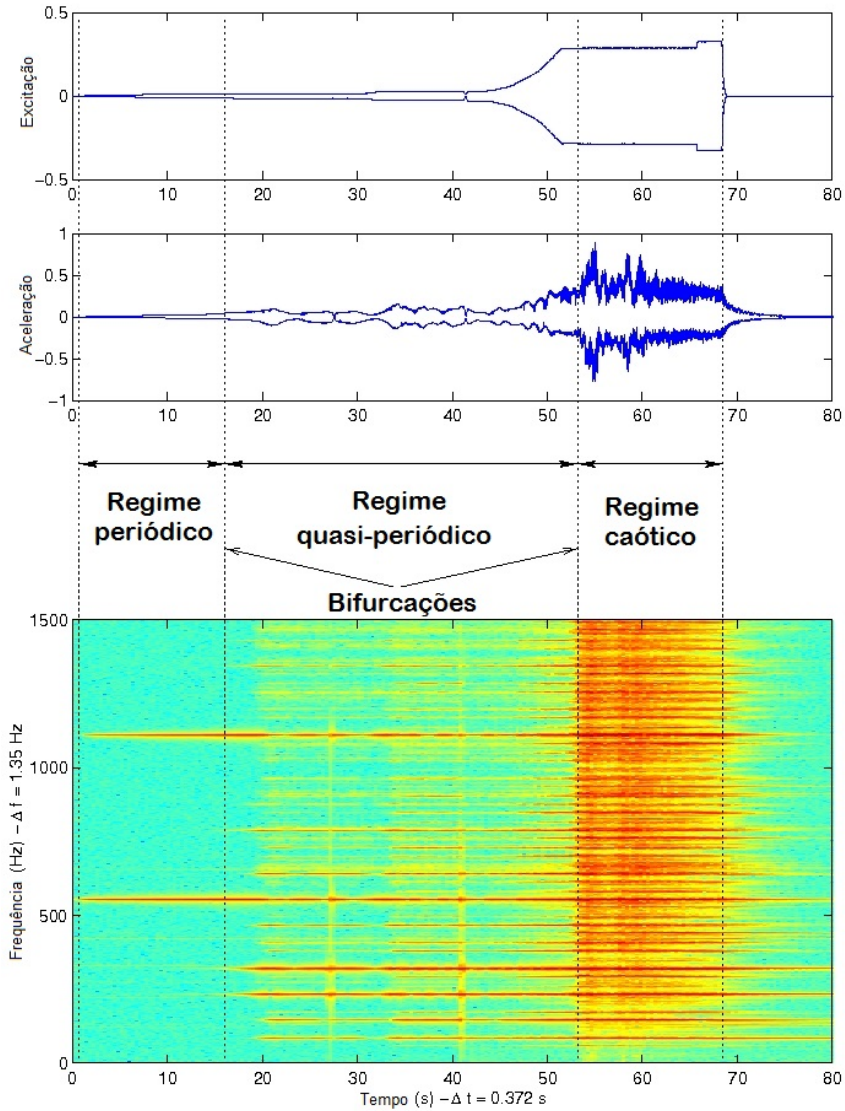 0.5
0
−0.5
Excitação
0 10 20 30 40 50 60 70 80
1
0.5
0
−0.5
−1
Aceleração
0 10 20 30 40 50 60 70 80
Regime
periódico
Regime
quasi-periódico
Regime
caótico
Bifurcações
1500
1000
500
0
Frequência (Hz) − Δ f = 1.35 Hz
0 10 20 30 40 50 60 70 80
Tempo (s) − Δ t = 0.372 s